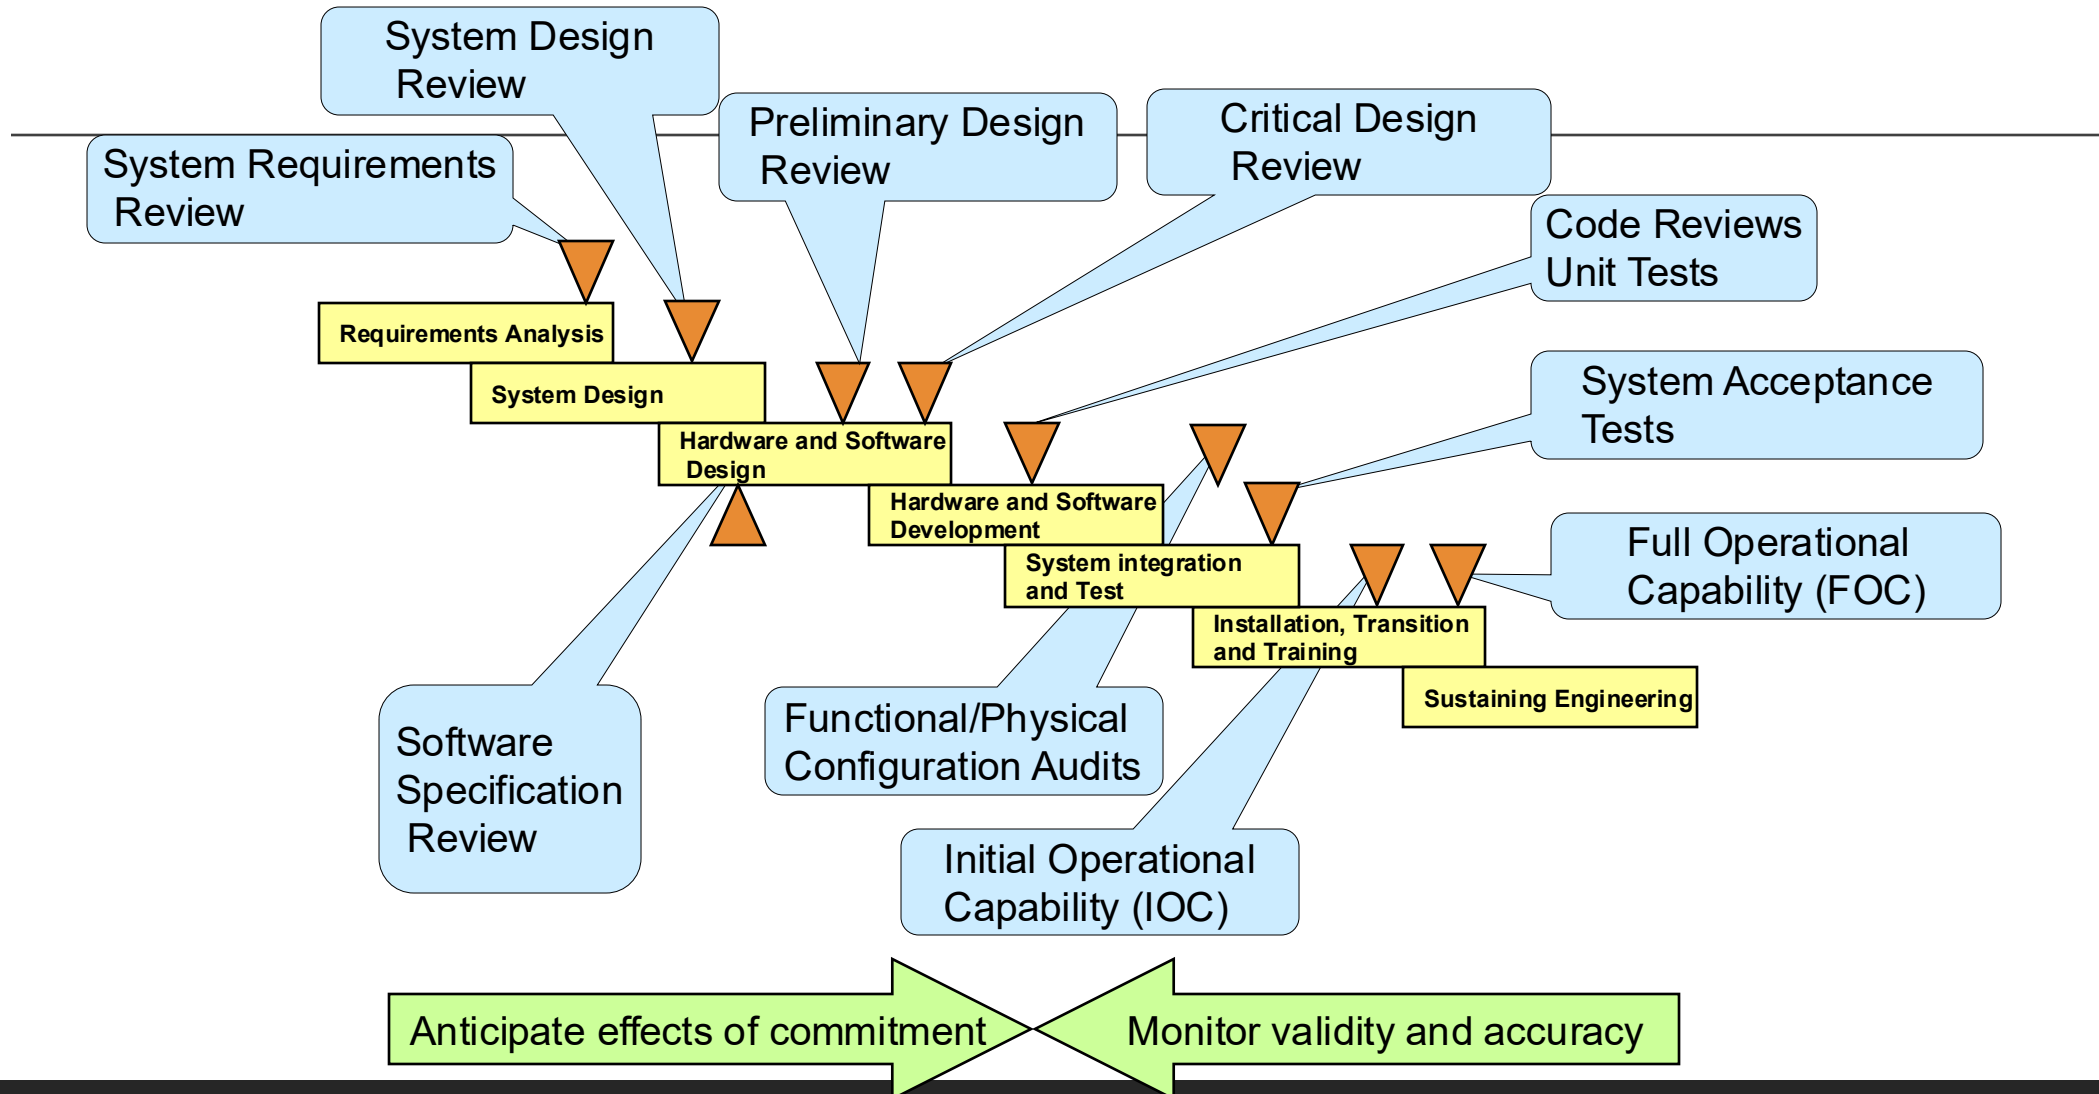 System Design
Review
Preliminary Design
Review
Critical Design
Review
System Requirements
Review
Code Reviews
Unit Tests
Requirements Analysis
System Design
System Acceptance
Tests
Hardware and Software
Design
Hardware and Software
Development
System integration
and Test
Full Operational
Capability (FOC)
Installation, Transition
and Training
Sustaining Engineering
Software
Specification
Review
Functional/Physical
Configuration Audits
Initial Operational
Capability (IOC)
Anticipate effects of commitment
Monitor validity and accuracy